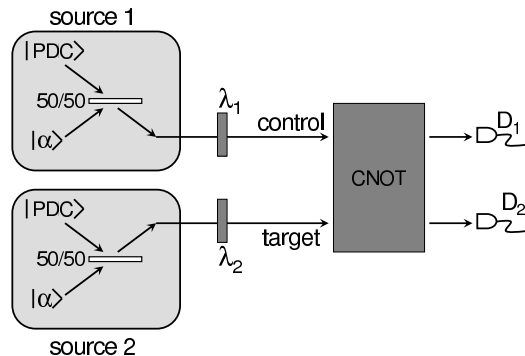 source 1
|PDC⟩
50/50
|α⟩
λ1
control
CNOT
D1
|PDC⟩
50/50
|α⟩
λ2
target
D2
source 2